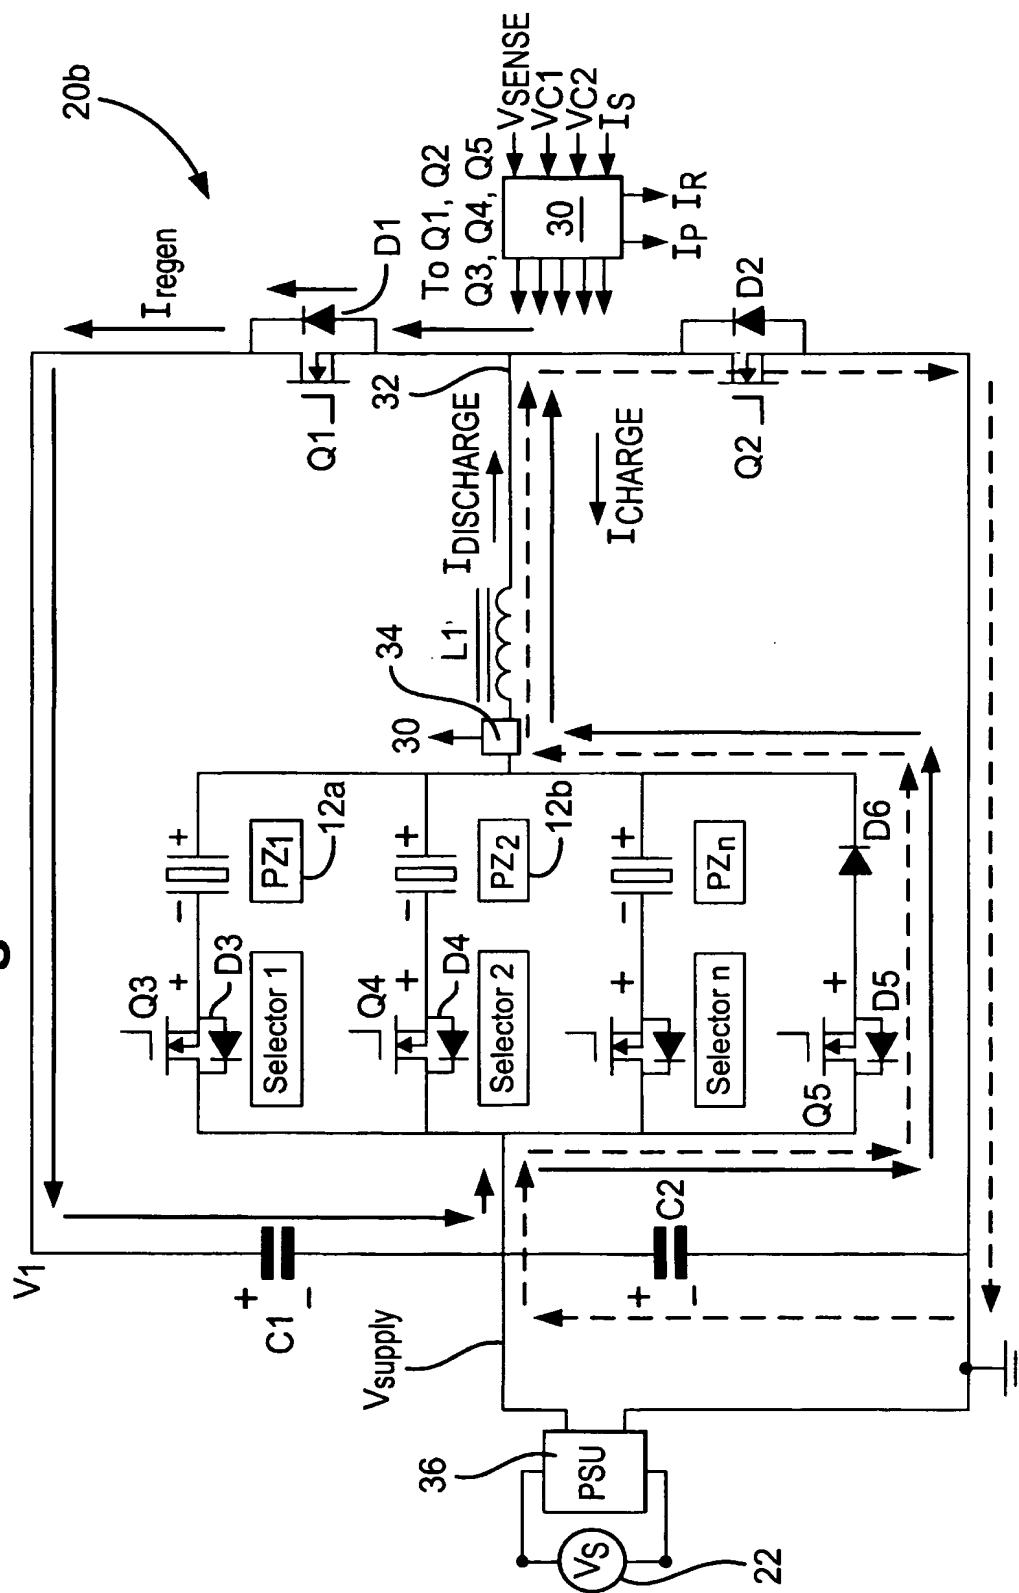 20b
V1
Iregen
Q1
D1
C1
+
-
Vsupply
36
PSU
VS
22
C2
+
-
Q3
+
D3
Selector 1
-
+
PZ1
12a
Q4
+
D4
Selector 2
-
+
PZ2
12b
+
Selector n
-
+
PZn
Q5
+
D5
D6
30
34
L1'
IDISCHARGE
ICHARGE
32
Q2
D2
To Q1, Q2
Q3, Q4, Q5
30
VSENSE
VC1
VC2
IS
IP
IR